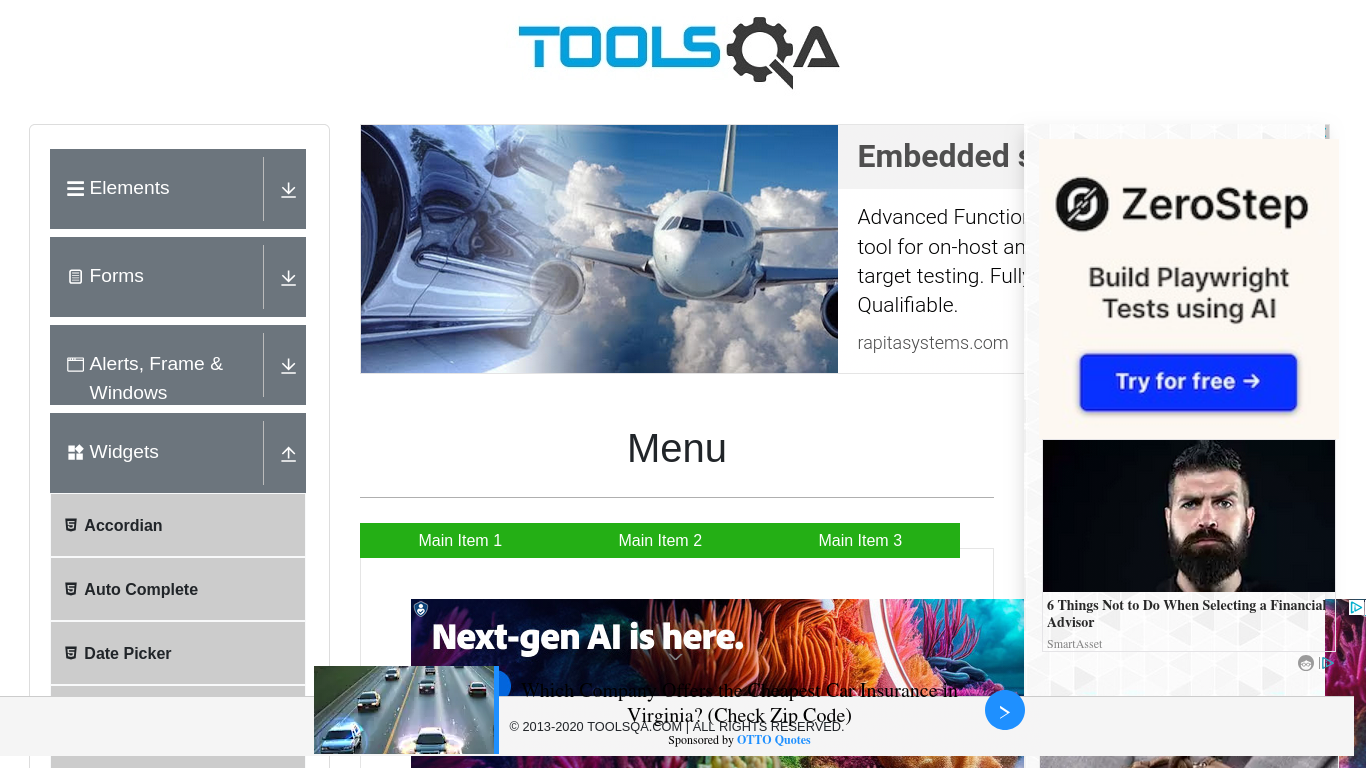 TOOLSQA
Elements
Forms
Alerts, Frame &
Windows
Widgets
Accordian
Auto Complete
Date Picker
Embedded
Advanced Function
tool for on-host an
target testing. Fully
Qualifiable.
rapitasystems.com
Menu
Main Item 1
Main Item 2
Main Item 3
Next-gen AI is here.
ZeroStep
Build Playwright
Tests using AI
Try for free →
6 Things Not to Do When Selecting a Financial
Advisor
SmartAsset
Which Company Offers the Cheapest Car Insurance in
Virginia? (Check Zip Code)
© 2013-2020 TOOLSQA.COM | ALL RIGHTS RESERVED.
Sponsored by OTTO Quotes